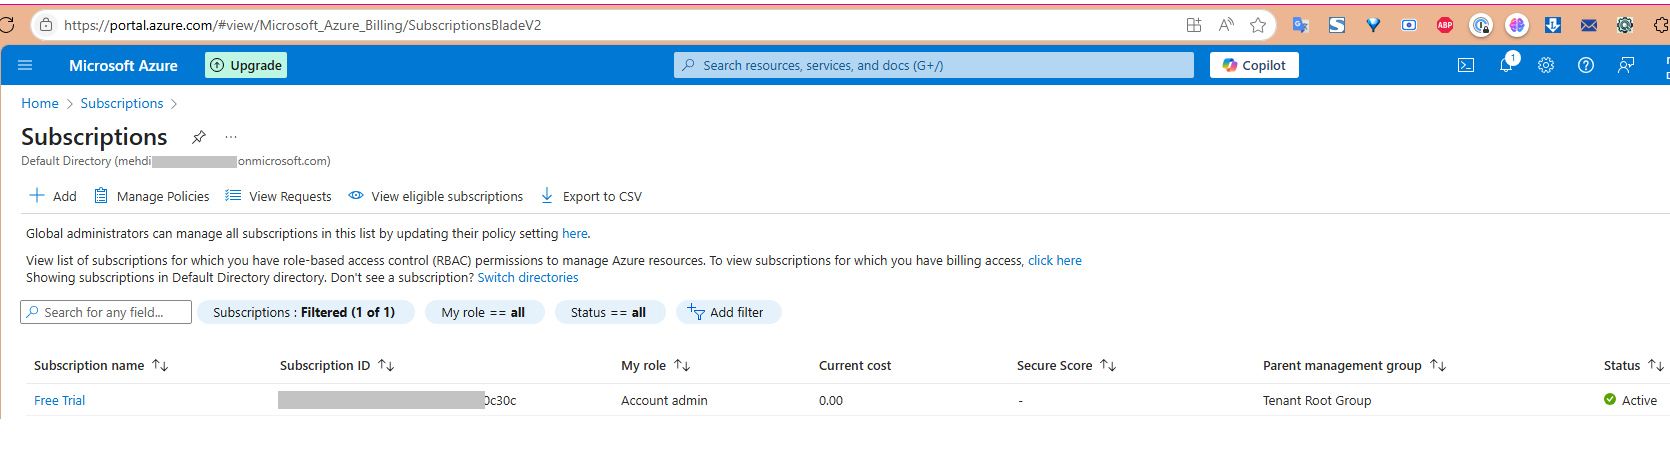 https://portal.azure.com/#view/Microsoft_Azure_Billing/SubscriptionsBladeV2
ABP
Microsoft Azure
Upgrade
Search resources, services, and docs (G+/)
Copilot
1
Home > Subscriptions >
Subscriptions
Default Directory (mehdi onmicrosoft.com)
Add
Manage Policies
View Requests
View eligible subscriptions
Export to CSV
Global administrators can manage all subscriptions in this list by updating their policy setting here.
View list of subscriptions for which you have role-based access control (RBAC) permissions to manage Azure resources. To view subscriptions for which you have billing access, click here
Showing subscriptions in Default Directory directory. Don't see a subscription? Switch directories
Search for any field...
Subscriptions : Filtered (1 of 1)
My role == all
Status == all
Add filter
Subscription name
Subscription ID
My role
Current cost
Secure Score
Parent management group
Status
Free Trial
0c30c
Account admin
0.00
-
Tenant Root Group
Active